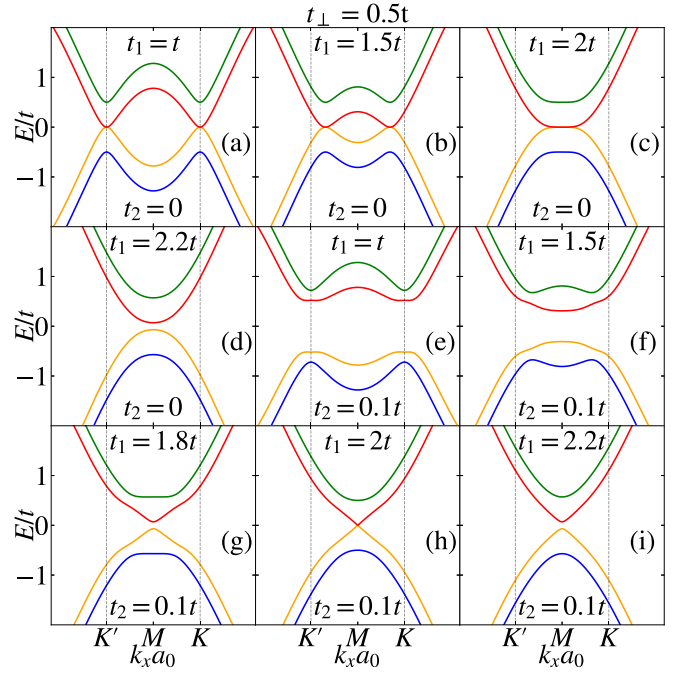 t⊥ = 0.5t
t₁ = t
t₁ = 1.5t
t₁ = 2t
1
0
−1
E/t
(a)
(b)
(c)
t₂ = 0
t₂ = 0
t₂ = 0
t₁ = 2.2t
t₁ = t
t₁ = 1.5t
1
0
−1
E/t
(d)
(e)
(f)
t₂ = 0
t₂ = 0.1t
t₂ = 0.1t
t₁ = 1.8t
t₁ = 2t
t₁ = 2.2t
1
0
−1
E/t
(g)
(h)
(i)
t₂ = 0.1t
t₂ = 0.1t
t₂ = 0.1t
K′ M K
K′ M K
K′ M K
kₓa₀
kₓa₀
kₓa₀